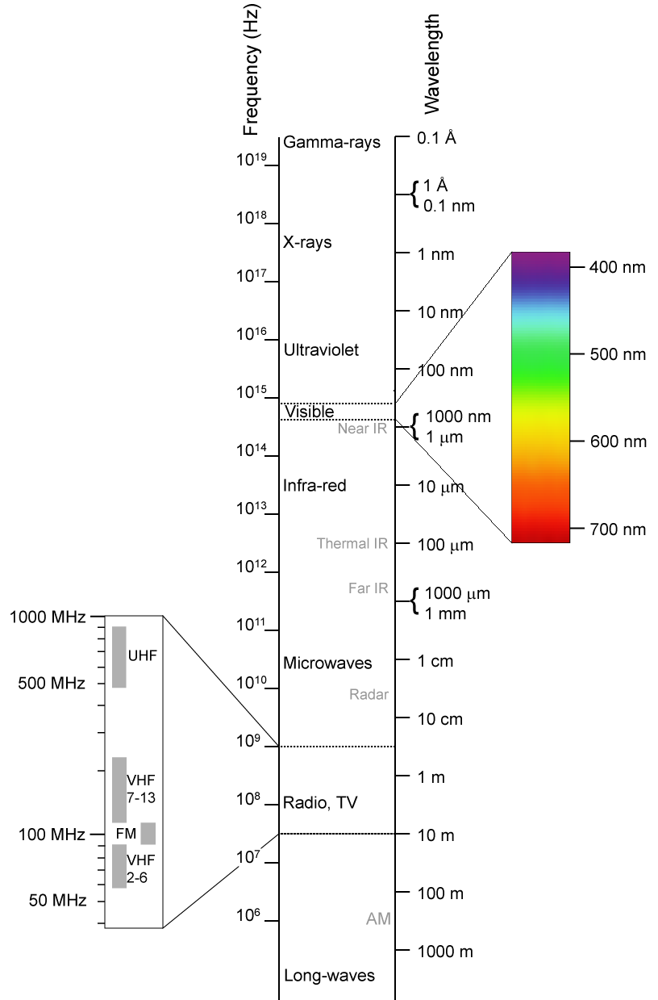 Frequency (Hz)
Wavelength
Gamma-rays
0.1 Å
10¹⁹
1 Å
0.1 nm
10¹⁸
X-rays
1 nm
400 nm
10¹⁷
10 nm
10¹⁶
Ultraviolet
500 nm
100 nm
10¹⁵
Visible
1000 nm
Near IR
1 μm
600 nm
10¹⁴
Infra-red
10 μm
10¹³
700 nm
Thermal IR
100 μm
10¹²
Far IR
1000 μm
1 mm
1000 MHz
10¹¹
UHF
Microwaves
1 cm
500 MHz
10¹⁰
Radar
10 cm
10⁹
VHF
7-13
1 m
10⁸
Radio, TV
100 MHz
FM
10 m
VHF
2-6
10⁷
50 MHz
100 m
10⁶
AM
1000 m
Long-waves